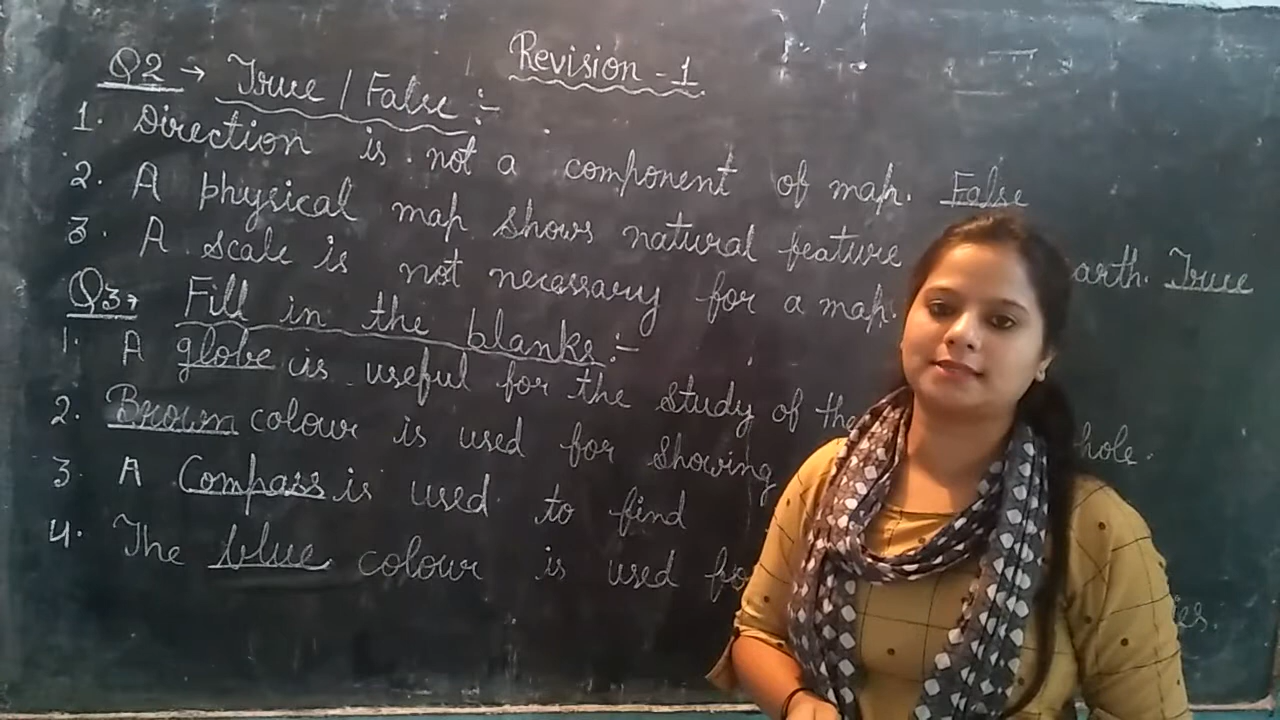 Revision - 1
Q2 → True / False :-
1. Direction is not a component of map. False
2. A physical map shows natural feature arth. True
3. A scale is not necessary for a map.
Q3→ Fill in the blanks :-
1. A globe is useful for the study of the hole.
2. Brown colour is used for showing
3. A Compass is used to find
4. The blue colour is used fo ies.